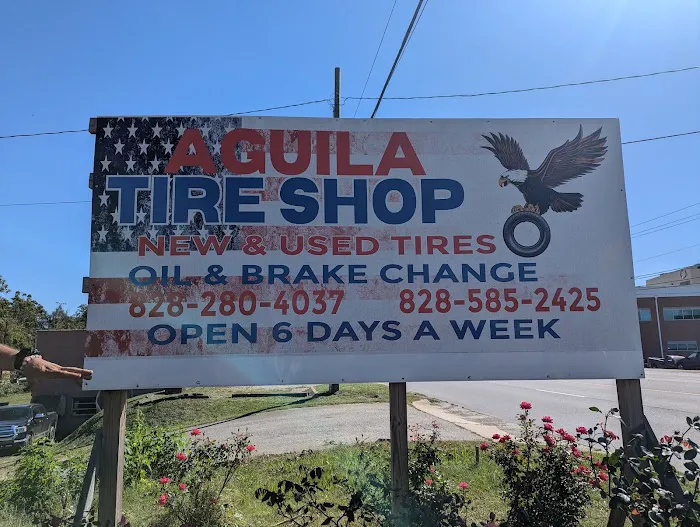 AGUILA
TIRE SHOP
NEW & USED TIRES
OIL & BRAKE CHANGE
828-280-4037 828-585-2425
OPEN 6 DAYS A WEEK